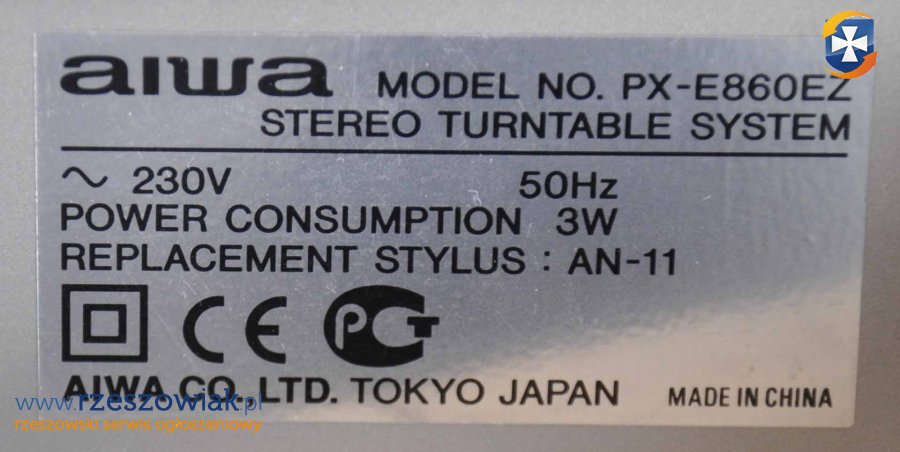 aiwa MODEL NO. PX-E860EZ
STEREO TURNTABLE SYSTEM
~ 230V 50Hz
POWER CONSUMPTION 3W
REPLACEMENT STYLUS : AN-11
CE PCT
AIWA CO.,LTD. TOKYO JAPAN MADE IN CHINA
www.rzeszowiak.pl
rzeszowski serwis ogłoszeniowy